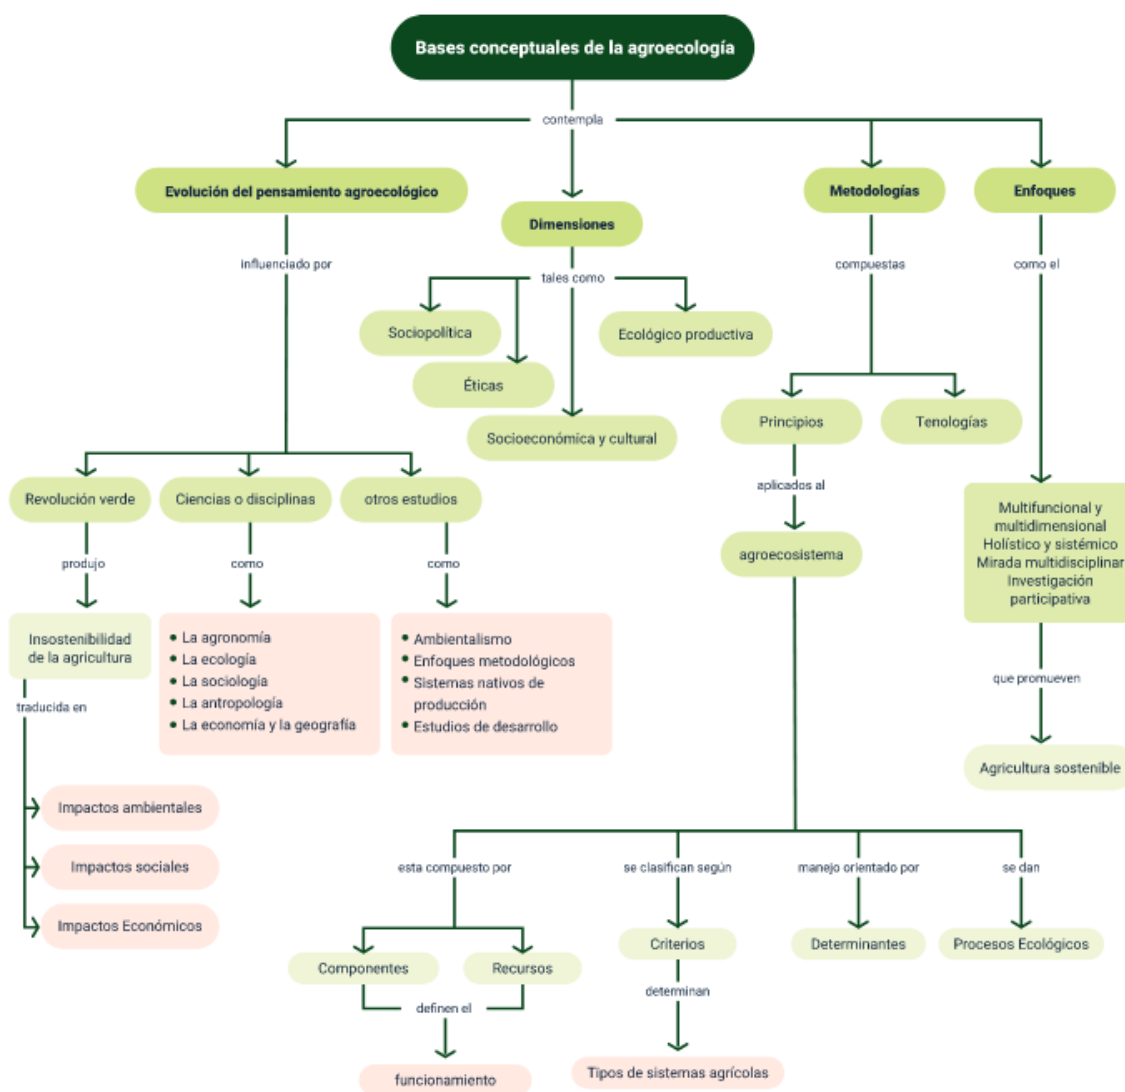 Bases conceptuales de la agroecología
contempla
Evolución del pensamiento agroecológico
Dimensiones
Metodologías
Enfoques
influenciado por
tales como
compuestas
como el
Sociopolítica
Éticas
Socioeconómica y cultural
Ecológico productiva
Principios
Tenologías
Revolución verde
Ciencias o disciplinas
otros estudios
aplicados al
agroecosistema
Multifuncional y
multidimensional
Holístico y sistémico
Mirada multidisciplinar
Investigación
participativa
produjo
como
como
Insostenibilidad
de la agricultura
• La agronomía
• La ecología
• La sociología
• La antropología
• La economía y la geografía
• Ambientalismo
• Enfoques metodológicos
• Sistemas nativos de
producción
• Estudios de desarrollo
que promueven
Agricultura sostenible
traducida en
Impactos ambientales
Impactos sociales
Impactos Económicos
esta compuesto por
se clasifican según
manejo orientado por
se dan
Componentes
Recursos
Criterios
Determinantes
Procesos Ecológicos
definen el
determinan
funcionamiento
Tipos de sistemas agrícolas